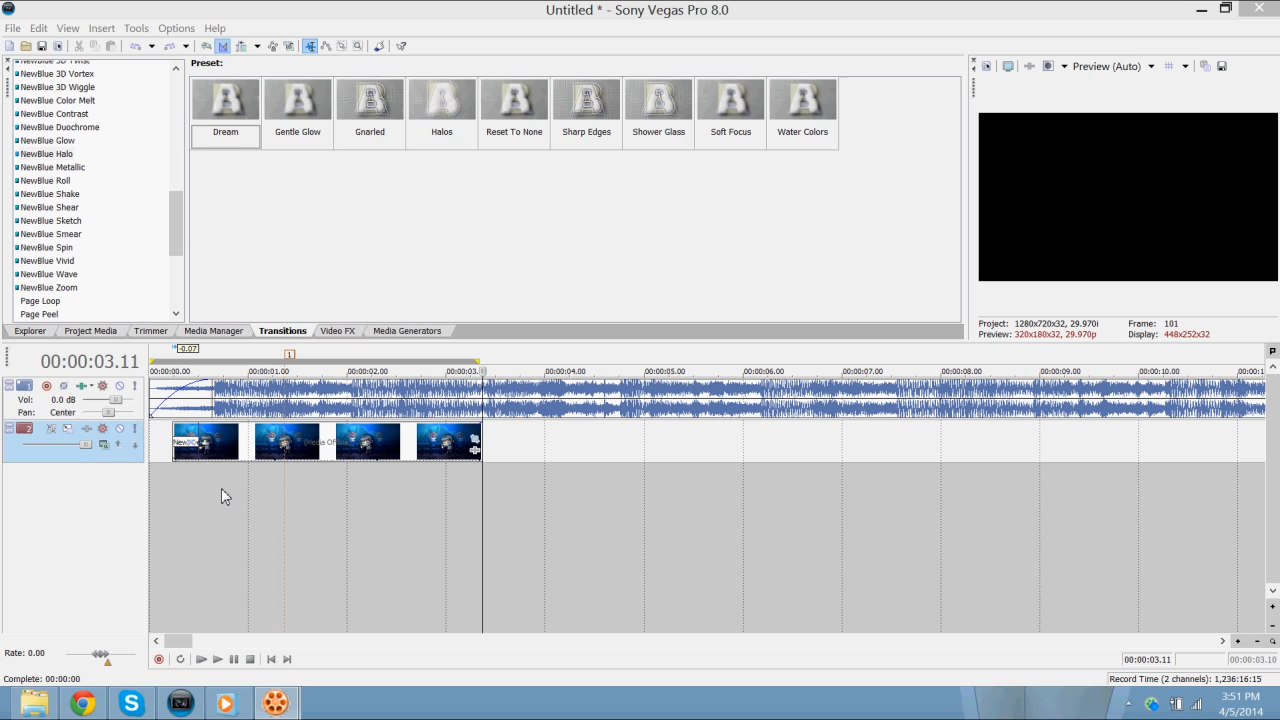 Untitled * - Sony Vegas Pro 8.0
File Edit View Insert Tools Options Help
NewBlue 3D Twist
NewBlue 3D Vortex
NewBlue 3D Wiggle
NewBlue Color Melt
NewBlue Contrast
NewBlue Duochrome
NewBlue Glow
NewBlue Halo
NewBlue Metallic
NewBlue Roll
NewBlue Shake
NewBlue Shear
NewBlue Sketch
NewBlue Smear
NewBlue Spin
NewBlue Vivid
NewBlue Wave
NewBlue Zoom
Page Loop
Page Peel
Preset:
Dream Gentle Glow Gnarled Halos Reset To None Sharp Edges Shower Glass Soft Focus Water Colors
Preview (Auto)
Project: 1280x720x32, 29.970i Frame: 101
Preview: 320x180x32, 29.970p Display: 448x252x32
Explorer Project Media Trimmer Media Manager Transitions Video FX Media Generators
-0.07
1
00:00:03.11
00:00:00.00 00:00:01.00 00:00:02.00 00:00:03. 00:00:04.00 00:00:05.00 00:00:06.00 00:00:07.00 00:00:08.00 00:00:09.00 00:00:10.00 00:00:1
1
Vol: 0.0 dB
Pan: Center
2
Rate: 0.00
00:00:03.11 00:00:03.10
Complete: 00:00:00
Record Time (2 channels): 1,236:16:15
3:51 PM
4/5/2014